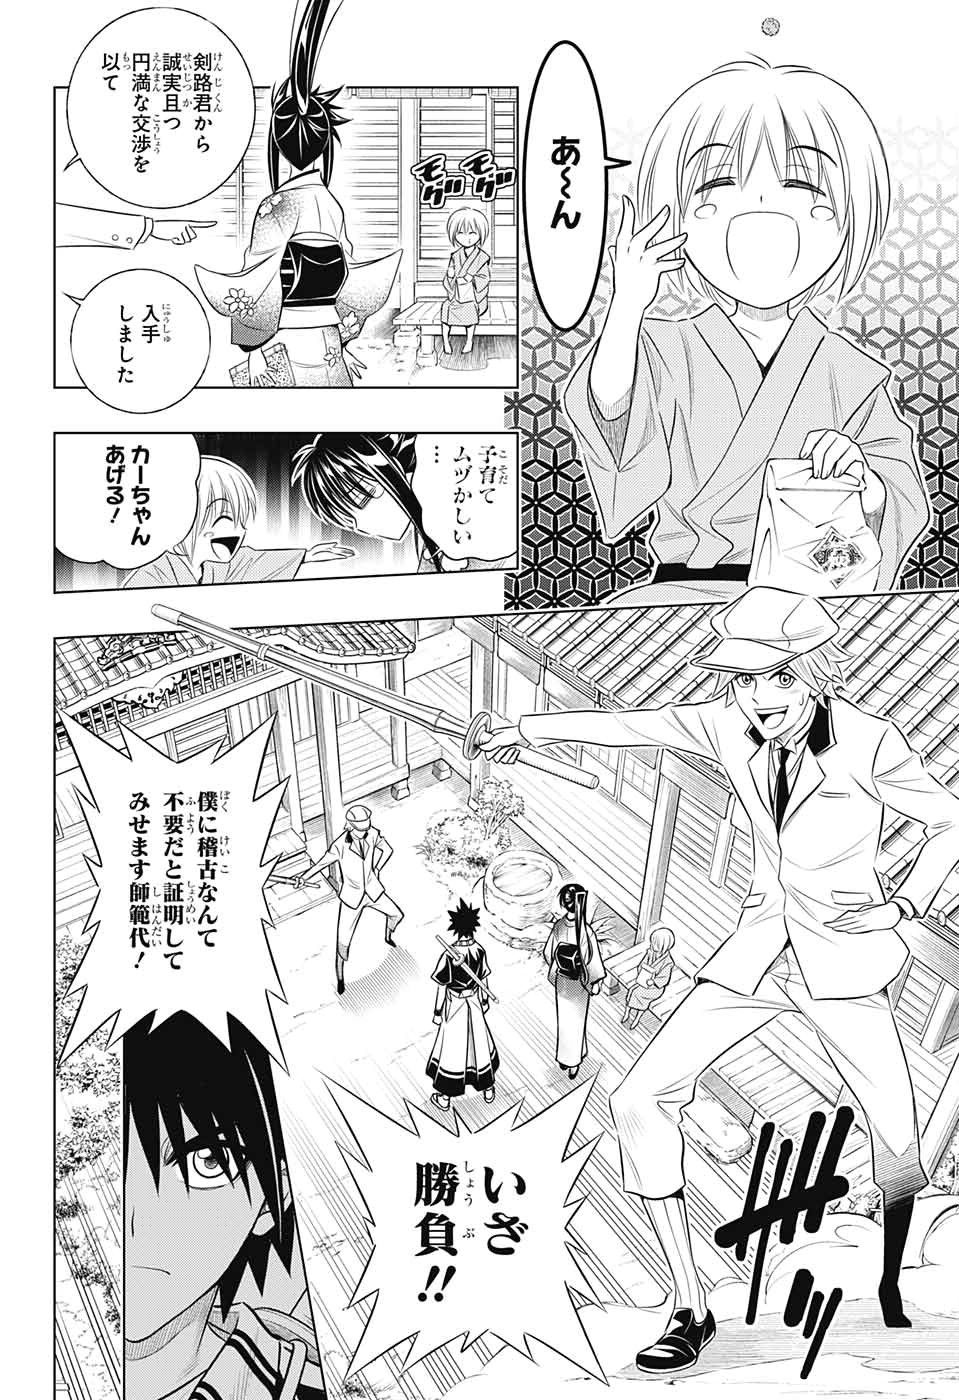 あ～ん
モグ
モグ
剣路君から
誠実且つ
円満な交渉を
以て
入手
しました
子育て
ムヅかしい
…
カーちゃん
あげる！
僕に稽古なんて
不要だと証明して
みせます師範代！
いざ
勝負！！